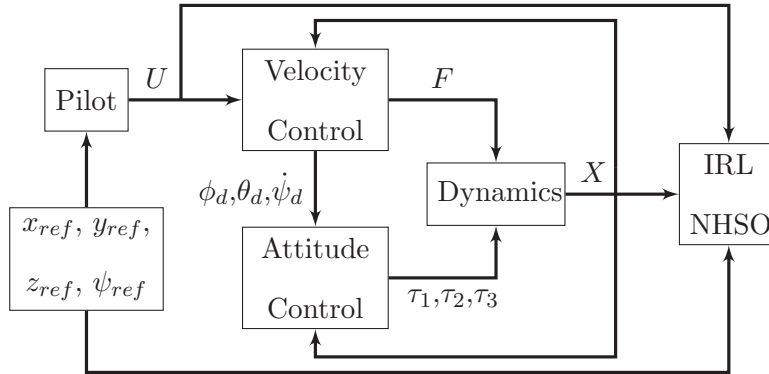 Pilot
U
Velocity
Control
F
ϕ_d,θ_d,ψ̇_d
Dynamics
X
IRL
NHSO
x_ref, y_ref,
z_ref, ψ_ref
Attitude
Control
τ_1,τ_2,τ_3